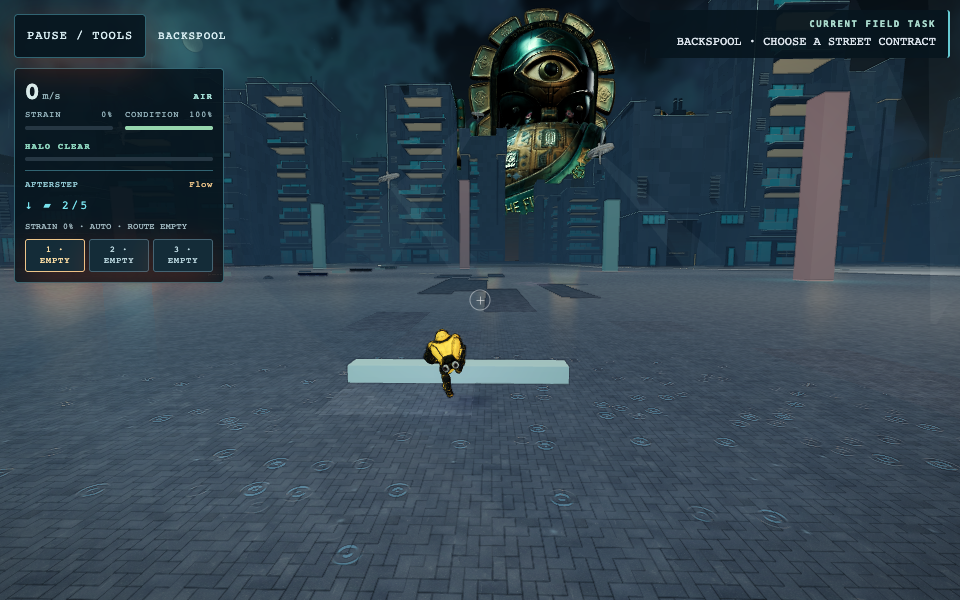 PAUSE / TOOLS
BACKSPOOL
CURRENT FIELD TASK
BACKSPOOL · CHOOSE A STREET CONTRACT
0 m/s
AIR
STRAIN 0% CONDITION 100%
HALO CLEAR
AFTERSTEP Flow
↓ ▰ 2/5
STRAIN 0% · AUTO · ROUTE EMPTY
1 · EMPTY
2 · EMPTY
3 · EMPTY